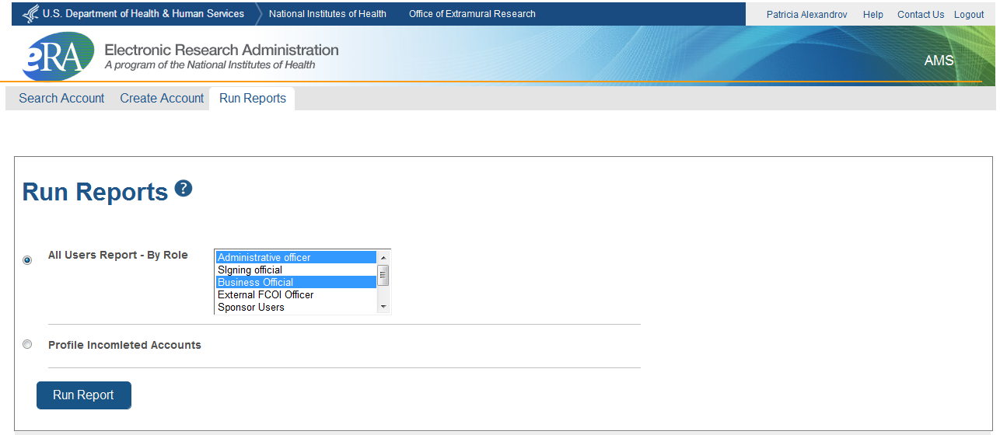 U.S. Department of Health & Human Services National Institutes of Health Office of Extramural Research Patricia Alexandrov Help Contact Us Logout
eRA
Electronic Research Administration
A program of the National Institutes of Health
AMS
Search Account Create Account Run Reports
Run Reports ?
All Users Report - By Role
Administrative officer
SIgning official
Business Official
External FCOI Officer
Sponsor Users
Profile Incomleted Accounts
Run Report